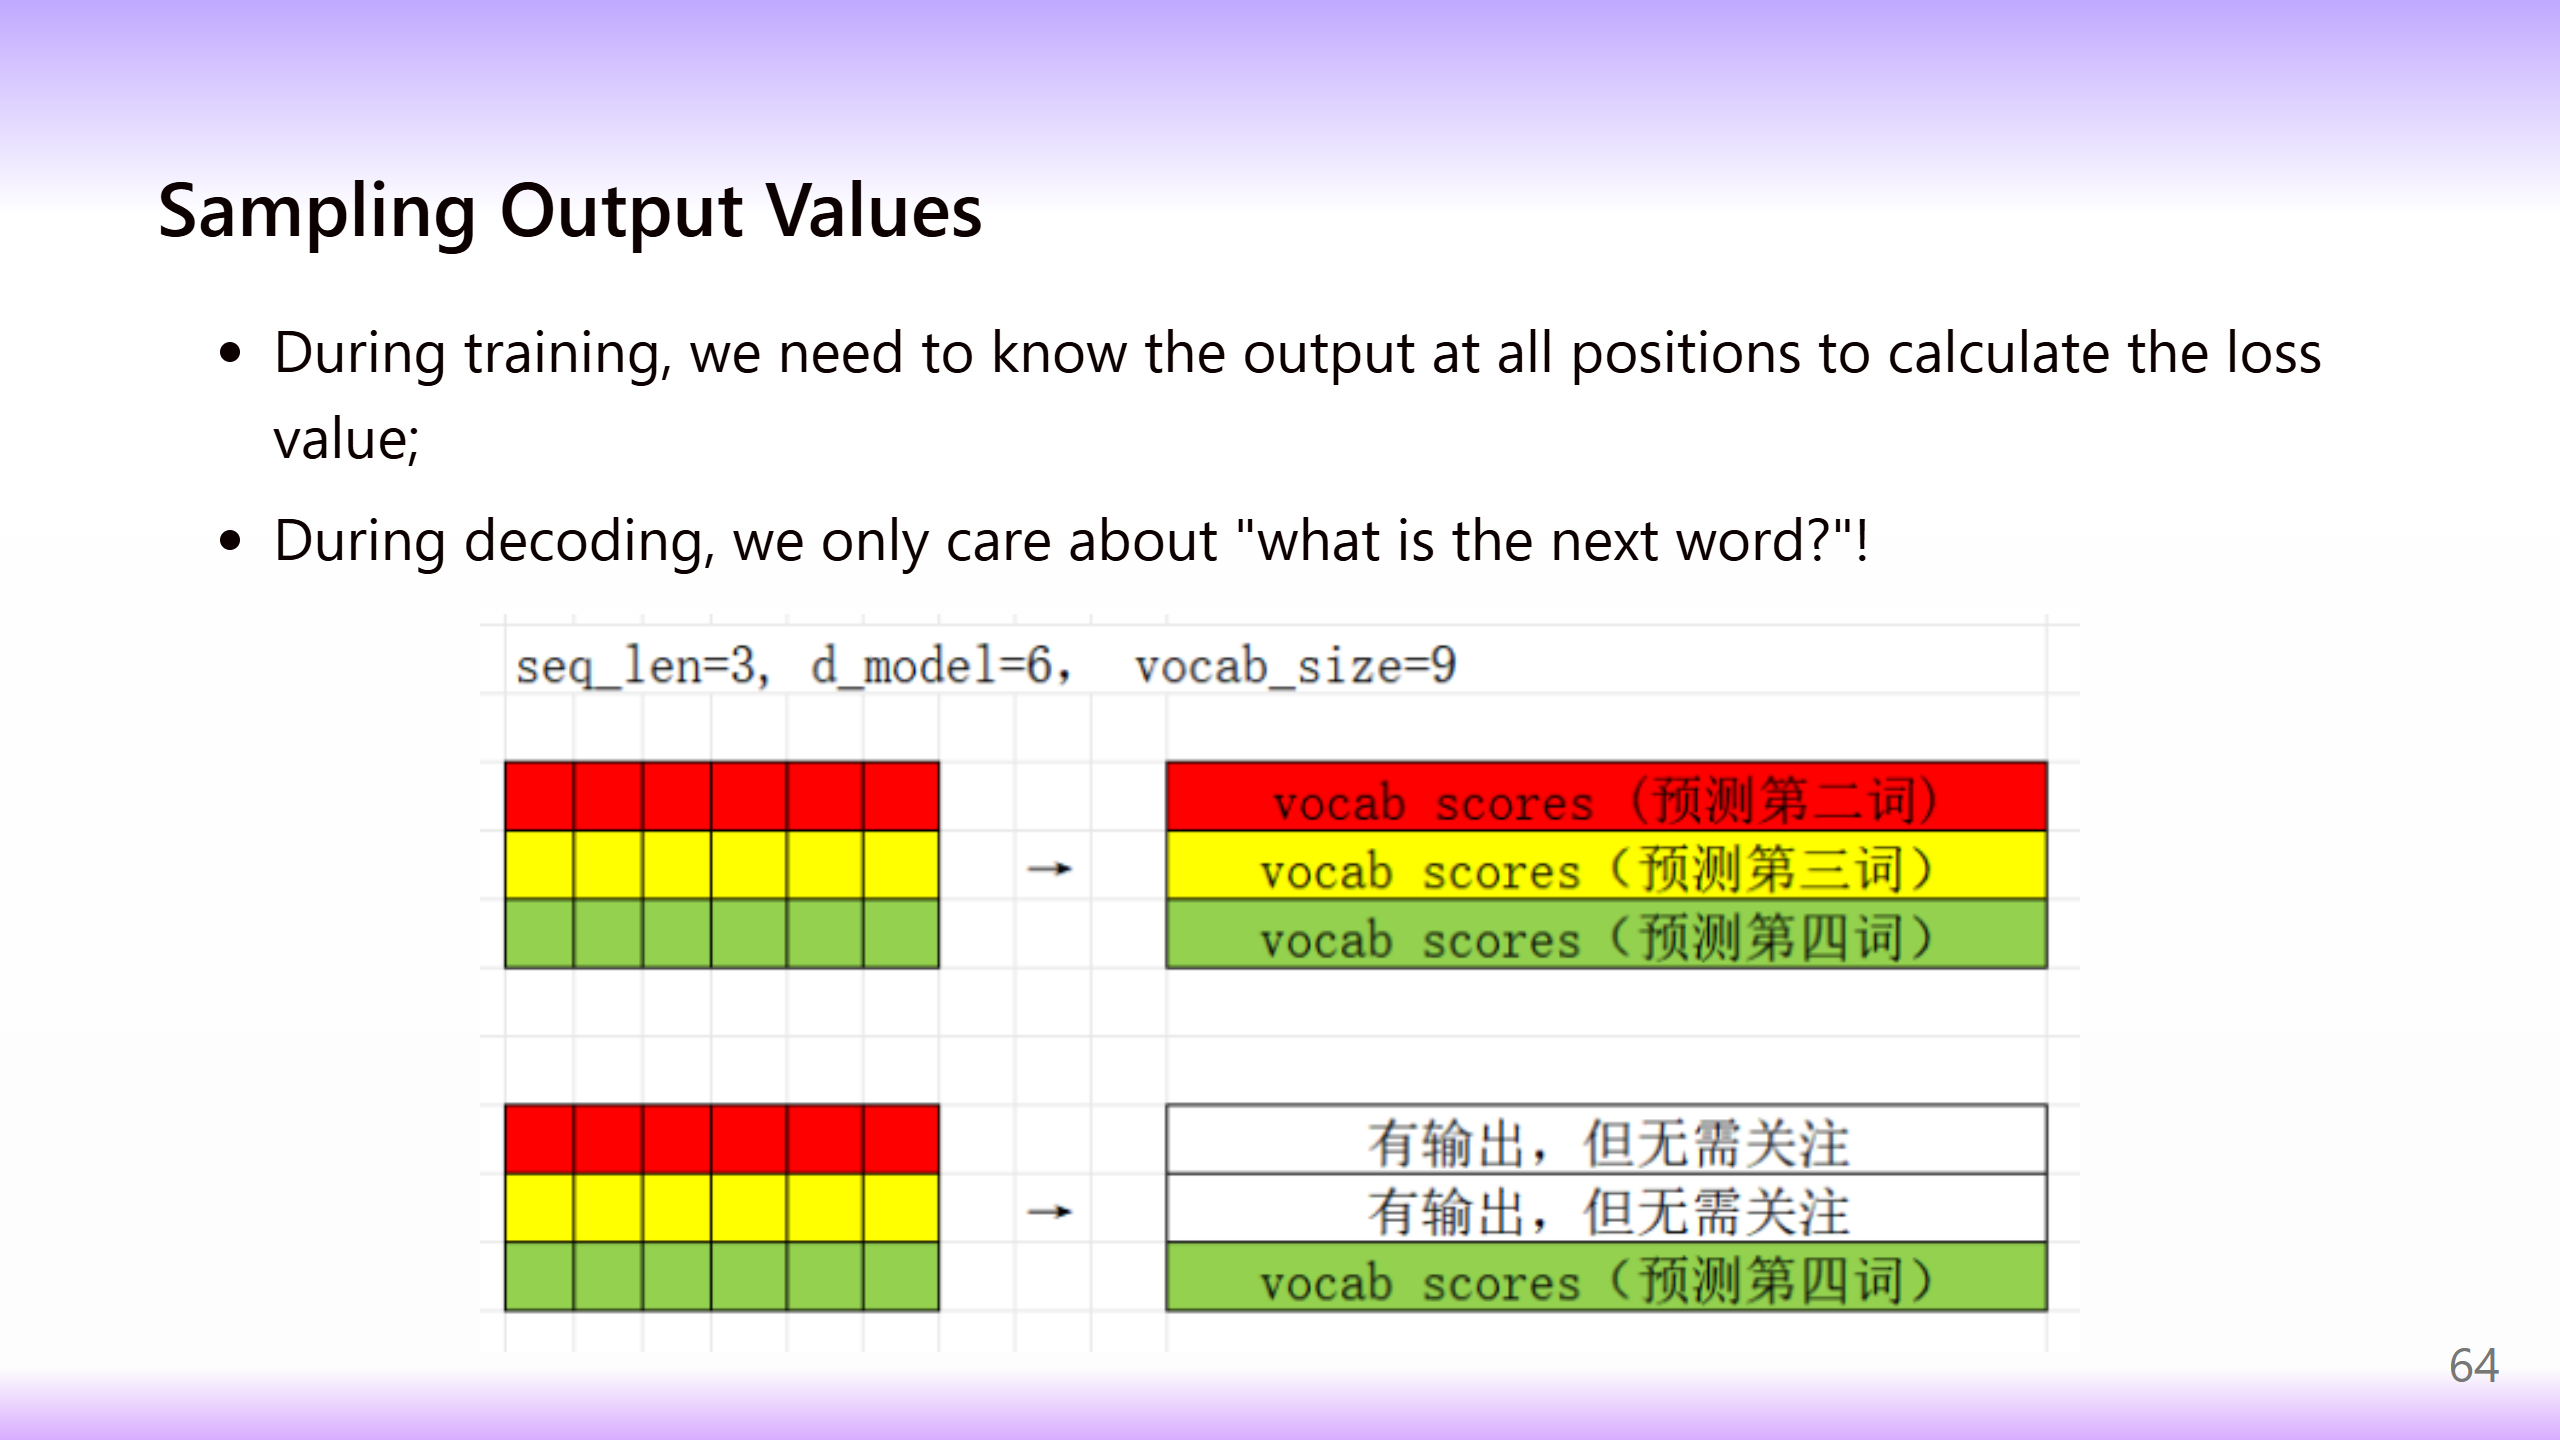 Sampling Output Values
• During training, we need to know the output at all positions to calculate the loss
value;
• During decoding, we only care about "what is the next word?"!
seq_len=3, d_model=6， vocab_size=9
vocab scores (预测第二词)
→
vocab scores（预测第三词）
vocab scores（预测第四词）
有输出，但无需关注
→
有输出，但无需关注
vocab scores（预测第四词）
64